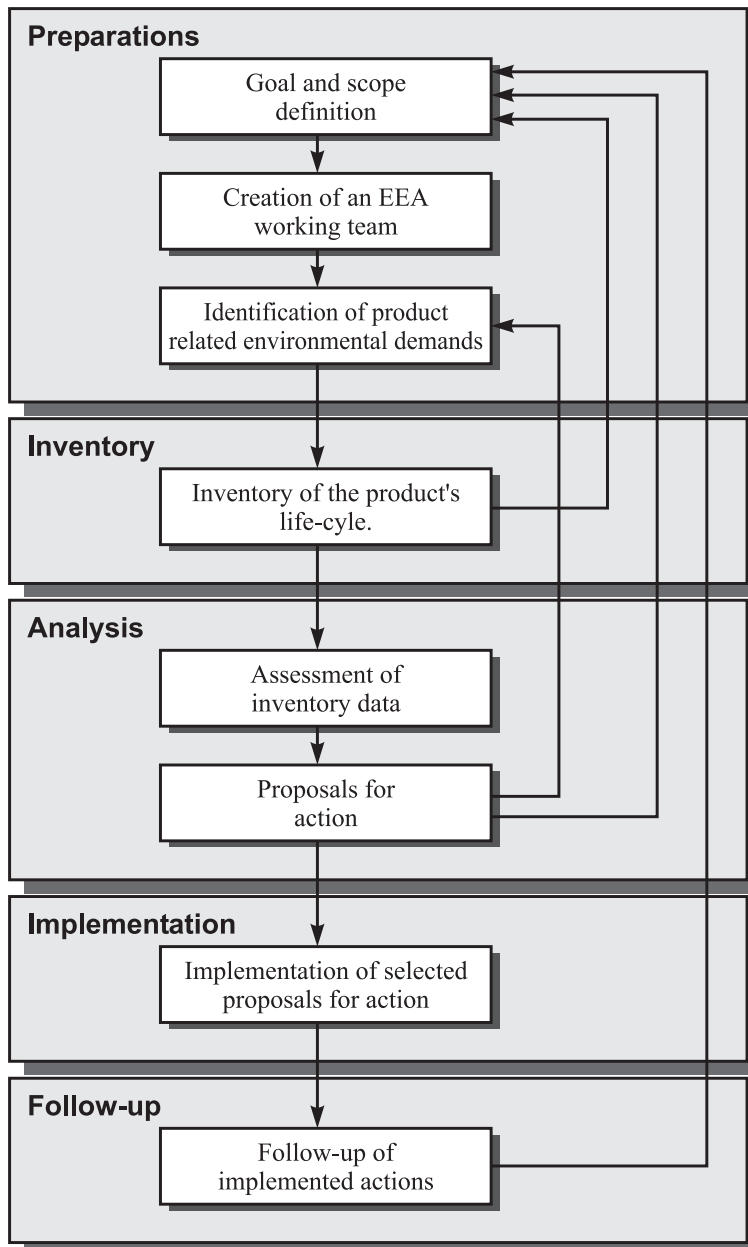 Preparations
Goal and scope
definition
Creation of an EEA
working team
Identification of product
related environmental demands
Inventory
Inventory of the product's
life-cyle.
Analysis
Assessment of
inventory data
Proposals for
action
Implementation
Implementation of selected
proposals for action
Follow-up
Follow-up of
implemented actions